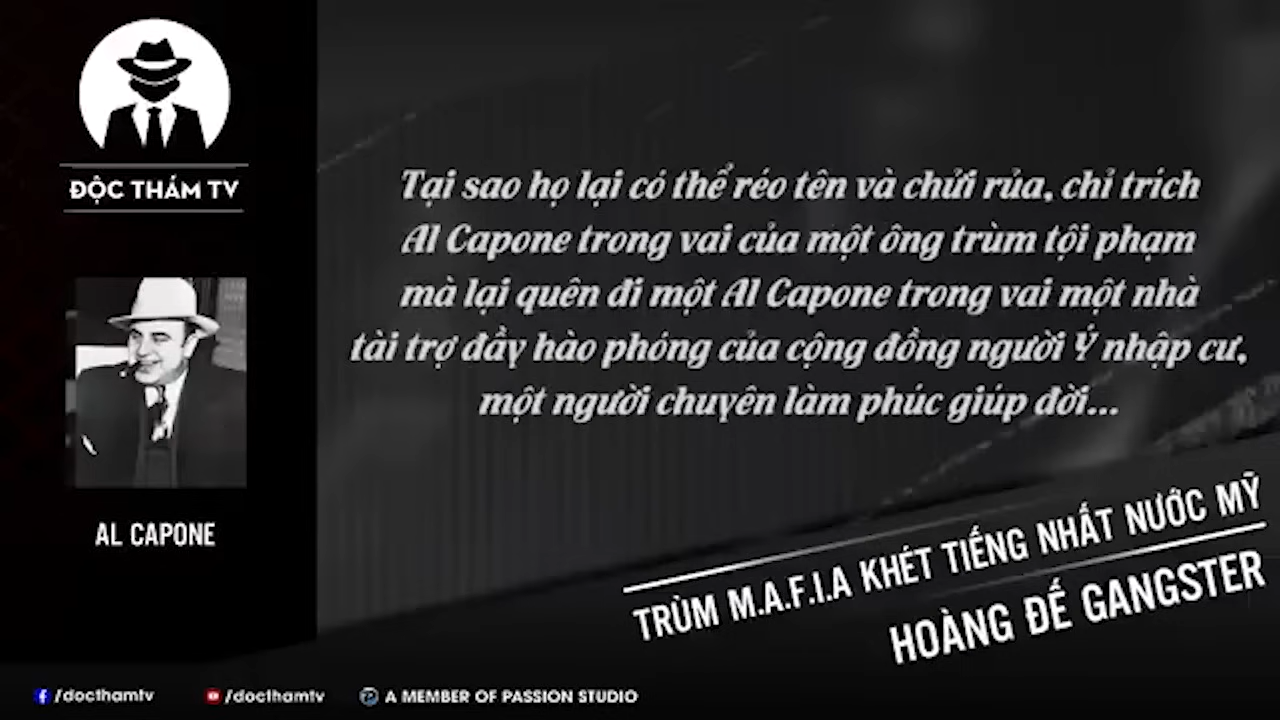 ĐỘC THÁM TV
AL CAPONE
Tại sao họ lại có thể réo tên và chửi rủa, chỉ trích
Al Capone trong vai của một ông trùm tội phạm
mà lại quên đi một Al Capone trong vai một nhà
tài trợ đầy hào phóng của cộng đồng người Ý nhập cư,
một người chuyên làm phúc giúp đời...
TRÙM M.A.F.I.A KHÉT TIẾNG NHẤT NƯỚC MỸ
HOÀNG ĐẾ GANGSTER
/docthamtv
/docthamtv
A MEMBER OF PASSION STUDIO